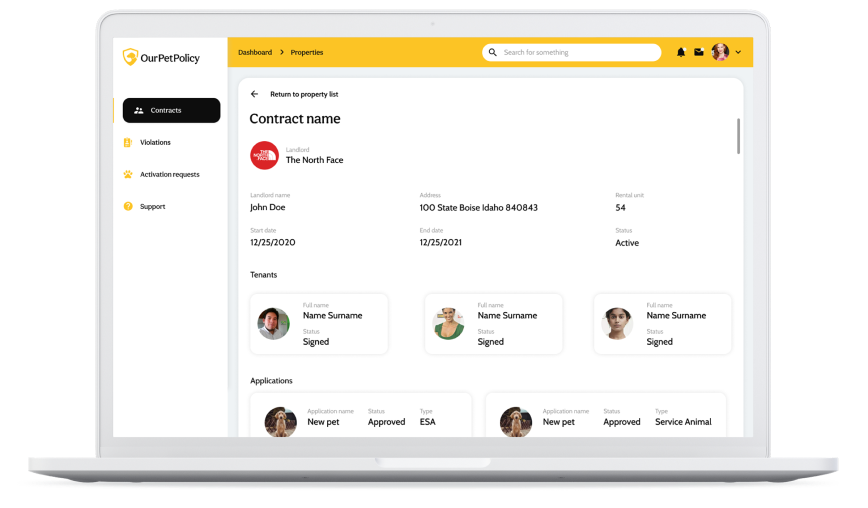 OurPetPolicy
Dashboard > Properties
Search for something
Contracts
Violations
Activation requests
Support
Return to property list
Contract name
THE NORTH FACE
Landlord
The North Face
Landlord name
John Doe
Address
100 State Boise Idaho 840843
Rental unit
54
Start date
12/25/2020
End date
12/25/2021
Status
Active
Tenants
Full name
Name Surname
Status
Signed
Full name
Name Surname
Status
Signed
Full name
Name Surname
Status
Signed
Applications
Application name Status Type
New pet Approved ESA
Application name Status Type
New pet Approved Service Animal